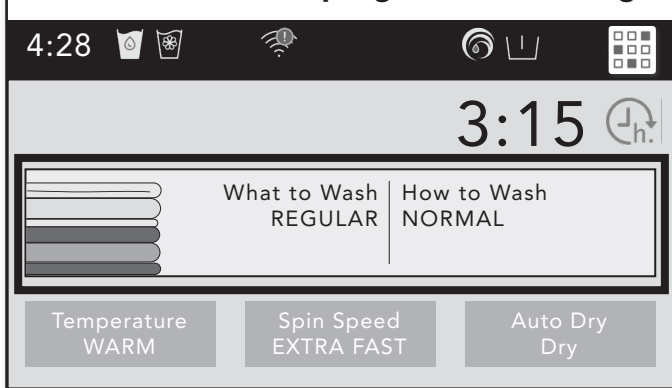 4:28
3:15 h.
What to Wash How to Wash
REGULAR NORMAL
Temperature Spin Speed Auto Dry
WARM EXTRA FAST Dry